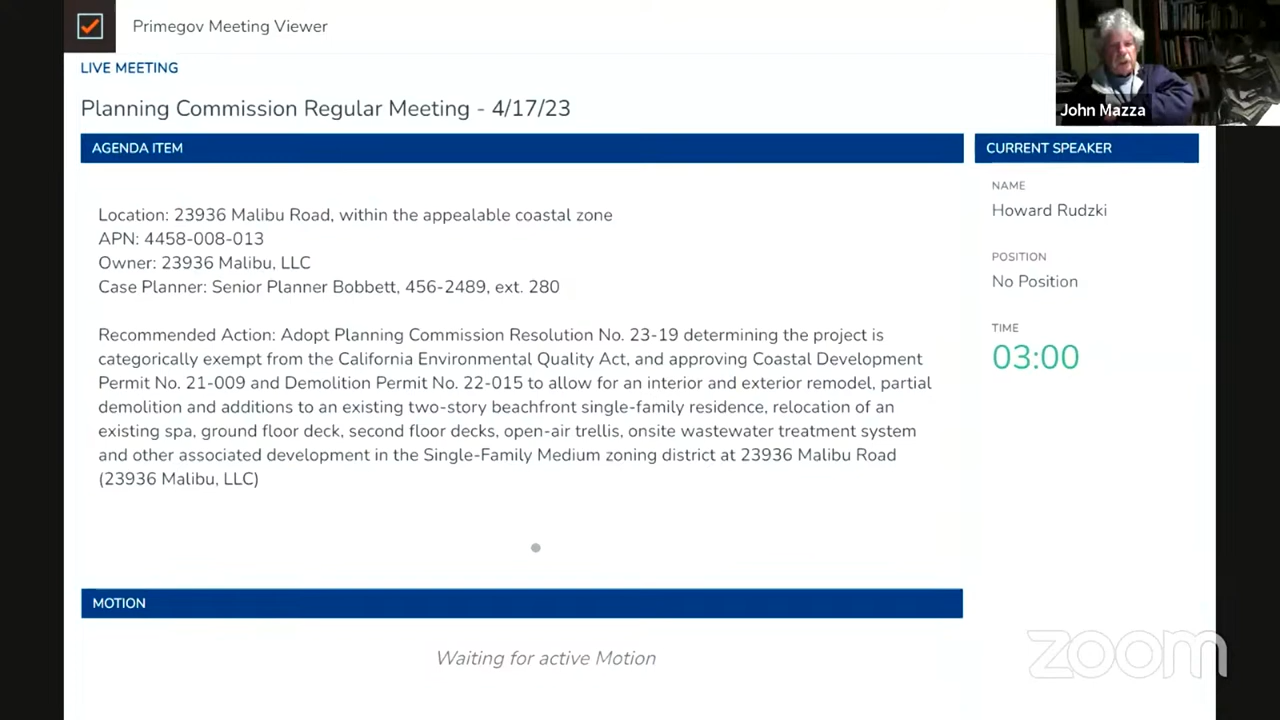 Primegov Meeting Viewer
LIVE MEETING
Planning Commission Regular Meeting - 4/17/23
John Mazza
AGENDA ITEM
Location: 23936 Malibu Road, within the appealable coastal zone
APN: 4458-008-013
Owner: 23936 Malibu, LLC
Case Planner: Senior Planner Bobbett, 456-2489, ext. 280
Recommended Action: Adopt Planning Commission Resolution No. 23-19 determining the project is
categorically exempt from the California Environmental Quality Act, and approving Coastal Development
Permit No. 21-009 and Demolition Permit No. 22-015 to allow for an interior and exterior remodel, partial
demolition and additions to an existing two-story beachfront single-family residence, relocation of an
existing spa, ground floor deck, second floor decks, open-air trellis, onsite wastewater treatment system
and other associated development in the Single-Family Medium zoning district at 23936 Malibu Road
(23936 Malibu, LLC)
CURRENT SPEAKER
NAME
Howard Rudzki
POSITION
No Position
TIME
03:00
MOTION
Waiting for active Motion
zoom